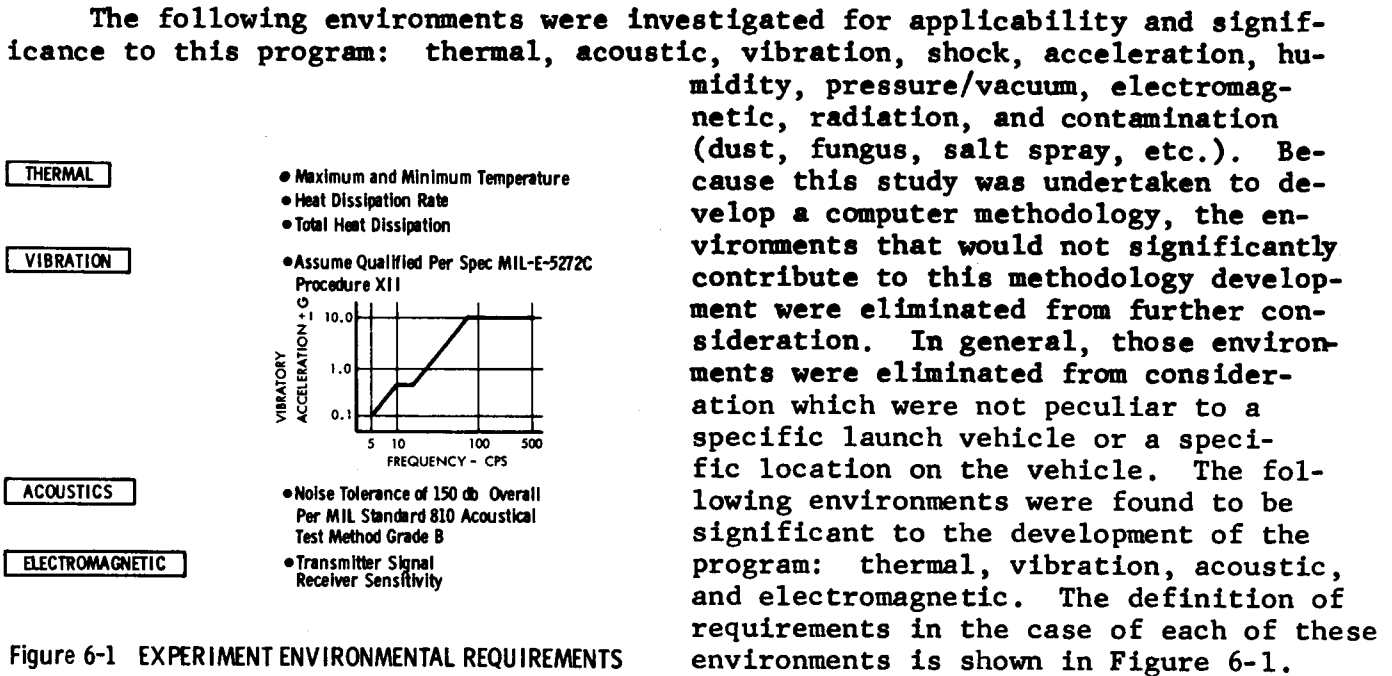 The following environments were investigated for applicability and signif-
icance to this program: thermal, acoustic, vibration, shock, acceleration, hu-
midity, pressure/vacuum, electromag-
netic, radiation, and contamination
(dust, fungus, salt spray, etc.). Be-
cause this study was undertaken to de-
velop a computer methodology, the en-
vironments that would not significantly
contribute to this methodology develop-
ment were eliminated from further con-
sideration. In general, those environ-
ments were eliminated from consider-
ation which were not peculiar to a
specific launch vehicle or a speci-
fic location on the vehicle. The fol-
lowing environments were found to be
significant to the development of the
program: thermal, vibration, acoustic,
and electromagnetic. The definition of
requirements in the case of each of these
environments is shown in Figure 6-1.
THERMAL
• Maximum and Minimum Temperature
• Heat Dissipation Rate
• Total Heat Dissipation
VIBRATION
• Assume Qualified Per Spec MIL-E-5272C
Procedure XII
VIBRATORY
ACCELERATION ± G
10.0
1.0
0.1
5 10 100 500
FREQUENCY - CPS
ACOUSTICS
• Noise Tolerance of 150 db Overall
Per MIL Standard 810 Acoustical
Test Method Grade B
ELECTROMAGNETIC
• Transmitter Signal
Receiver Sensitivity
Figure 6-1 EXPERIMENT ENVIRONMENTAL REQUIREMENTS